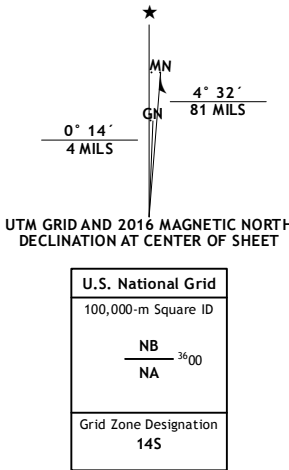 ★
MN
GN
4° 32´
81 MILS
0° 14´
4 MILS
UTM GRID AND 2016 MAGNETIC NORTH
DECLINATION AT CENTER OF SHEET
U.S. National Grid
100,000-m Square ID
NB
3600
NA
Grid Zone Designation
14S